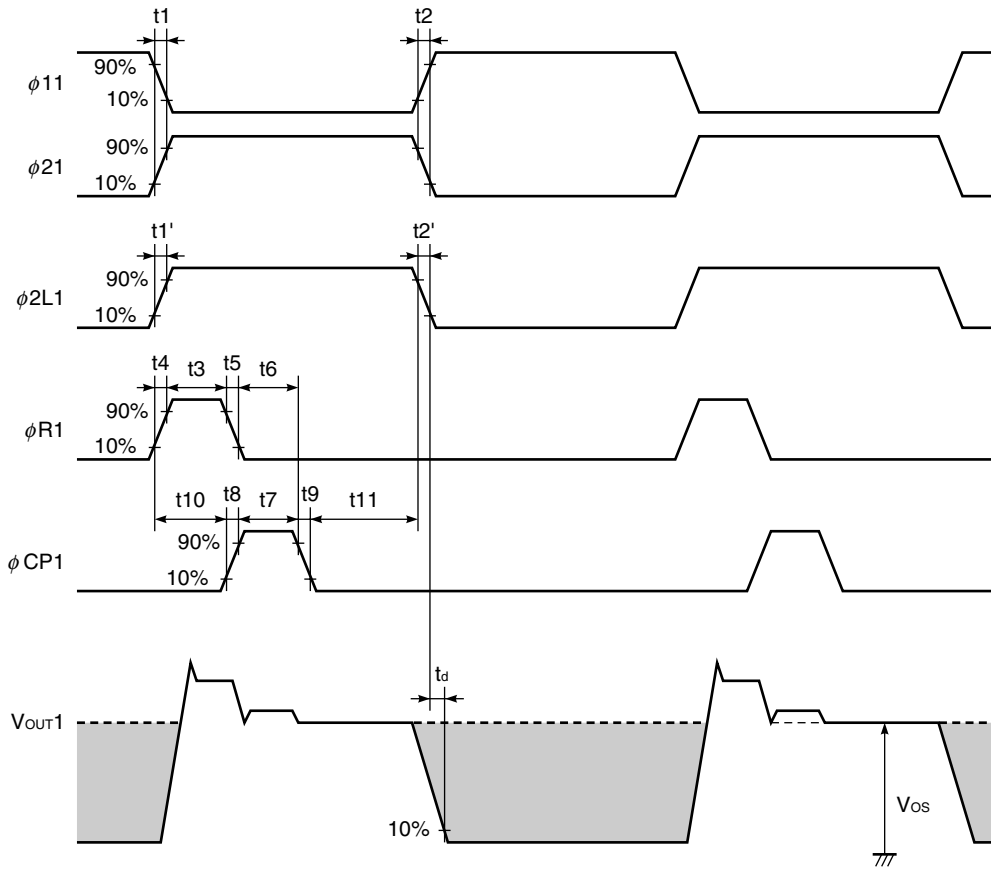 t1 t2
90%
ϕ11
10%
90%
ϕ21
10%
t1' t2'
90%
ϕ2L1
10%
t4 t3 t5 t6
90%
ϕR1
10%
t10 t8 t7 t9 t11
90%
ϕCP1
10%
td
VOUT1
VOS
10%